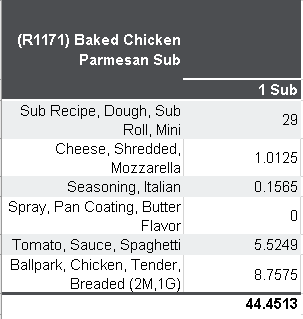 (R1171) Baked Chicken
Parmesan Sub
1 Sub
Sub Recipe, Dough, Sub
Roll, Mini
29
Cheese, Shredded,
Mozzarella
1.0125
Seasoning, Italian
0.1565
Spray, Pan Coating, Butter
Flavor
0
Tomato, Sauce, Spaghetti
5.5249
Ballpark, Chicken, Tender,
Breaded (2M,1G)
8.7575
44.4513